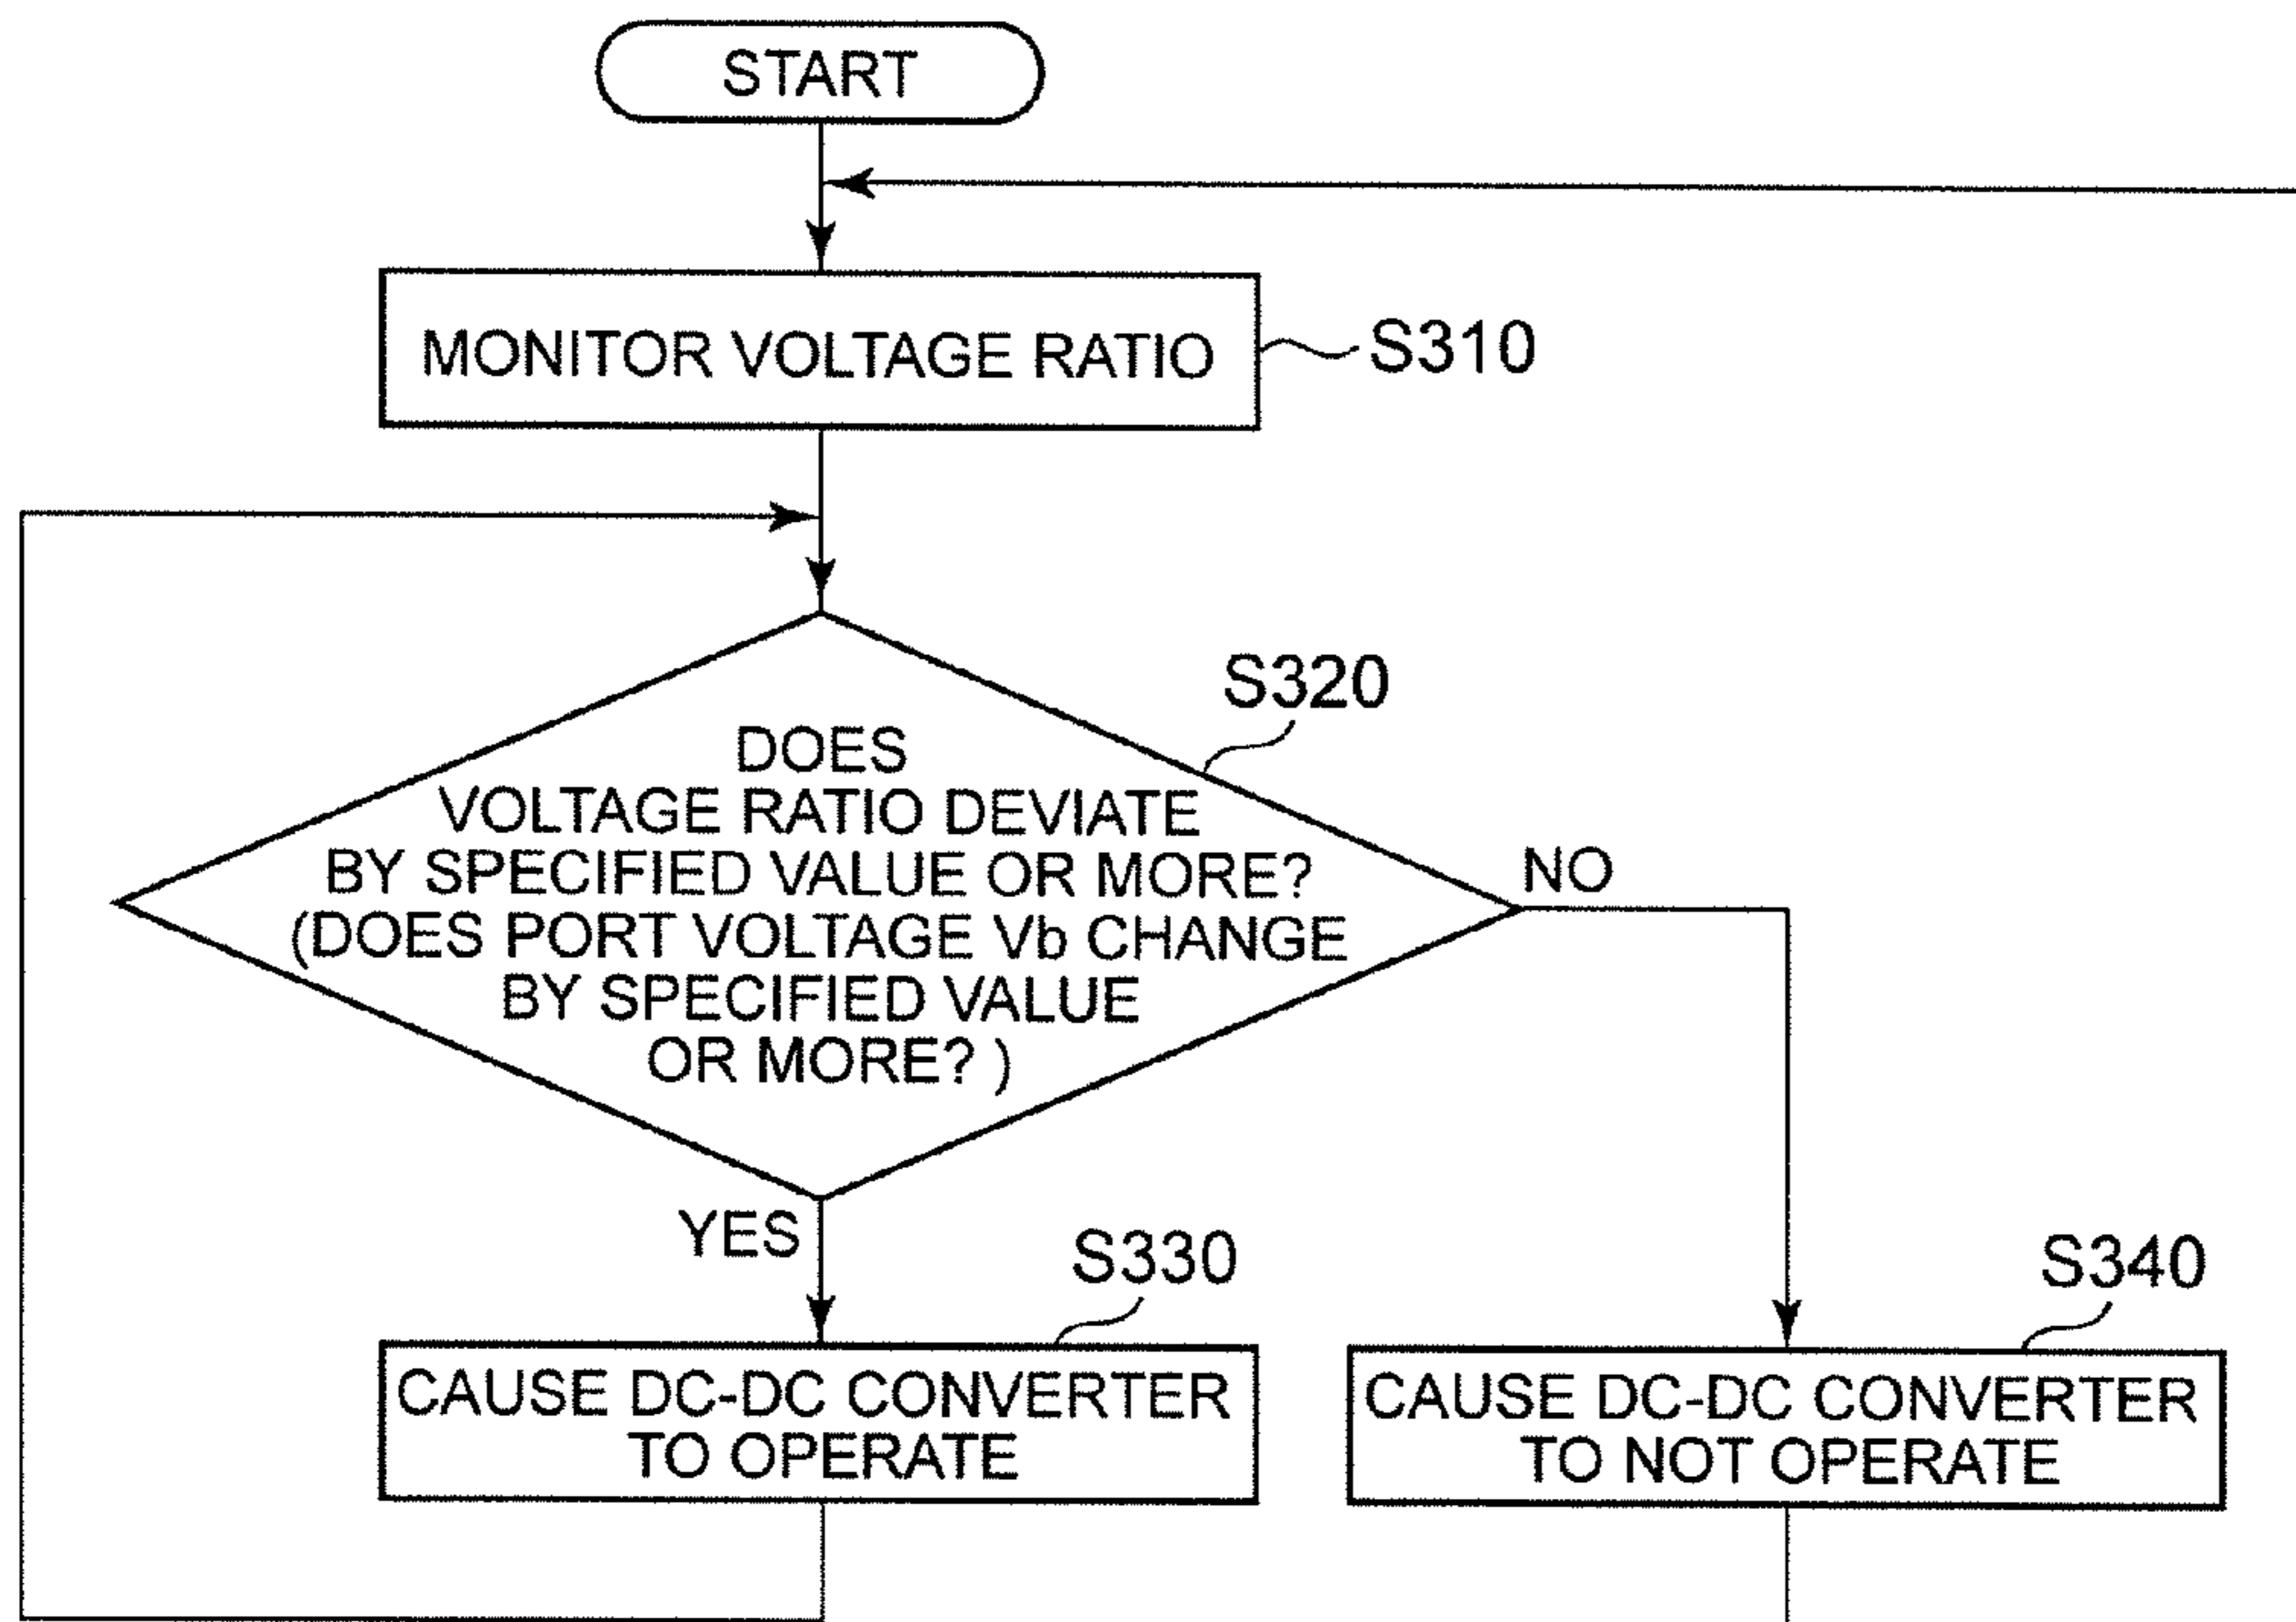 START
MONITOR VOLTAGE RATIO
S310
S320
DOES
VOLTAGE RATIO DEVIATE
BY SPECIFIED VALUE OR MORE?
(DOES PORT VOLTAGE Vb CHANGE
BY SPECIFIED VALUE
OR MORE? )
NO
YES
S330
CAUSE DC-DC CONVERTER
TO OPERATE
S340
CAUSE DC-DC CONVERTER
TO NOT OPERATE